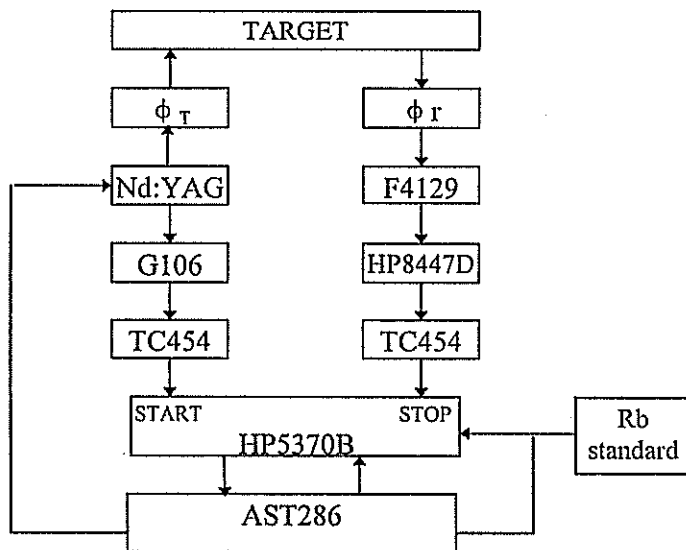 TARGET
ϕ T
ϕ r
Nd:YAG
F4129
G106
HP8447D
TC454
TC454
START
STOP
HP5370B
Rb
standard
AST286